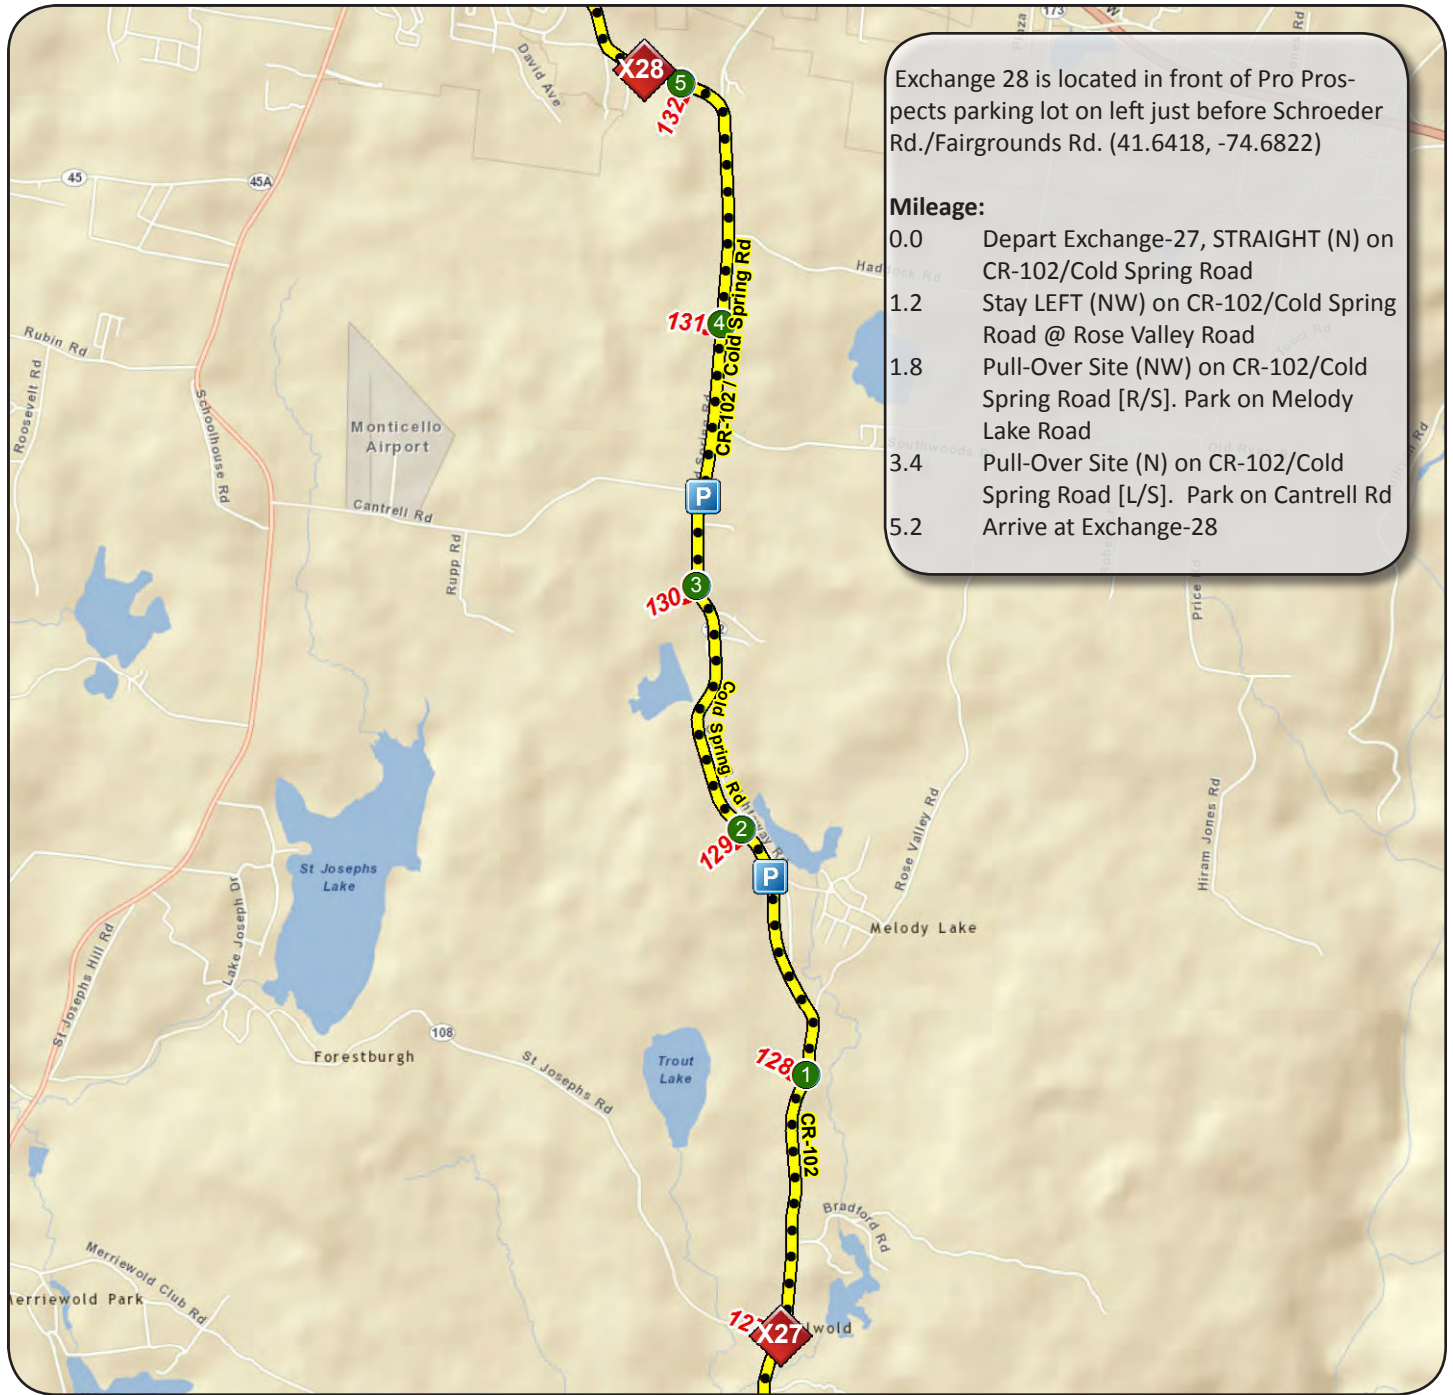 Exchange 28 is located in front of Pro Pros-
pects parking lot on left just before Schroeder
Rd./Fairgrounds Rd. (41.6418, -74.6822)
Mileage:
0.0 Depart Exchange-27, STRAIGHT (N) on
CR-102/Cold Spring Road
1.2 Stay LEFT (NW) on CR-102/Cold Spring
Road @ Rose Valley Road
1.8 Pull-Over Site (NW) on CR-102/Cold
Spring Road [R/S]. Park on Melody
Lake Road
3.4 Pull-Over Site (N) on CR-102/Cold
Spring Road [L/S]. Park on Cantrell Rd
5.2 Arrive at Exchange-28
173
W
Plaza
David Ave
X28
5
132
45
45A
Haddock Rd
CR-102 / Cold Spring Rd
131
4
Rubin Rd
Roosevelt Rd
Schoolhouse Rd
Monticello
Airport
Southwoods
Cantrell Rd
P
Rupp Rd
3
130
Price Rd
Cold Spring Rd
2
129
P
Rose Valley Rd
Hiram Jones Rd
Melody Lake
St Josephs
Lake
Lake Joseph Dr
St Josephs Hill Rd
108
Forestburgh
St Josephs Rd
Trout
Lake
128
1
CR-102
Bradford Rd
Merriewold Club Rd
erriewold Park
X27
wold